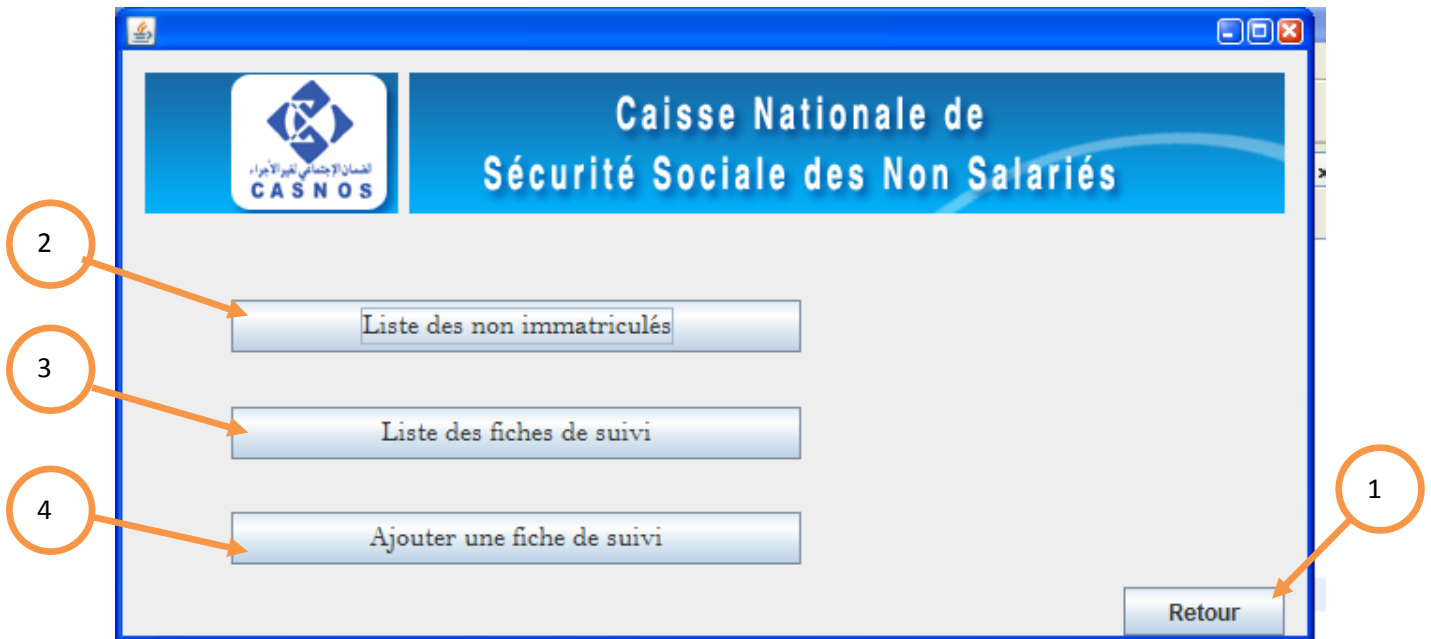 Caisse Nationale de
Sécurité Sociale des Non Salariés
الضمان الإجتماعي لغير الأجراء
CASNOS
2
Liste des non immatriculés
3
Liste des fiches de suivi
4
Ajouter une fiche de suivi
1
Retour